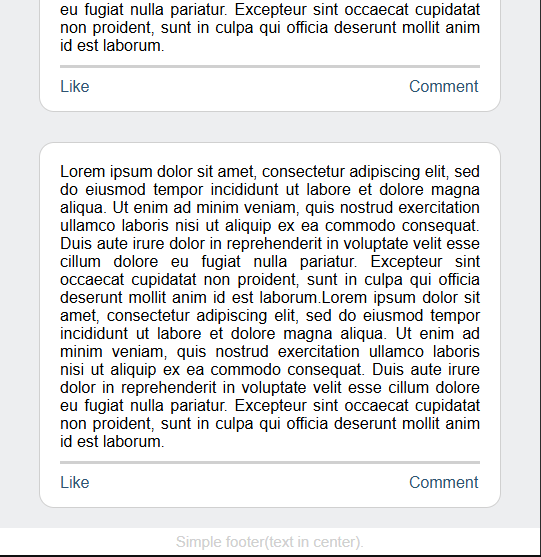 eu fugiat nulla pariatur. Excepteur sint occaecat cupidatat
non proident, sunt in culpa qui officia deserunt mollit anim
id est laborum.
Like Comment
Lorem ipsum dolor sit amet, consectetur adipiscing elit, sed
do eiusmod tempor incididunt ut labore et dolore magna
aliqua. Ut enim ad minim veniam, quis nostrud exercitation
ullamco laboris nisi ut aliquip ex ea commodo consequat.
Duis aute irure dolor in reprehenderit in voluptate velit esse
cillum dolore eu fugiat nulla pariatur. Excepteur sint
occaecat cupidatat non proident, sunt in culpa qui officia
deserunt mollit anim id est laborum.Lorem ipsum dolor sit
amet, consectetur adipiscing elit, sed do eiusmod tempor
incididunt ut labore et dolore magna aliqua. Ut enim ad
minim veniam, quis nostrud exercitation ullamco laboris
nisi ut aliquip ex ea commodo consequat. Duis aute irure
dolor in reprehenderit in voluptate velit esse cillum dolore
eu fugiat nulla pariatur. Excepteur sint occaecat cupidatat
non proident, sunt in culpa qui officia deserunt mollit anim
id est laborum.
Like Comment
Simple footer(text in center).